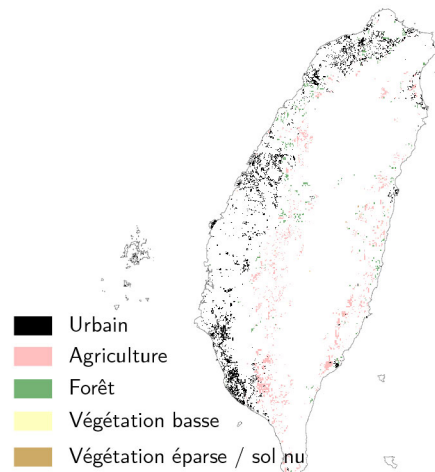 Urbain
Agriculture
Forêt
Végétation basse
Végétation éparse / sol nu